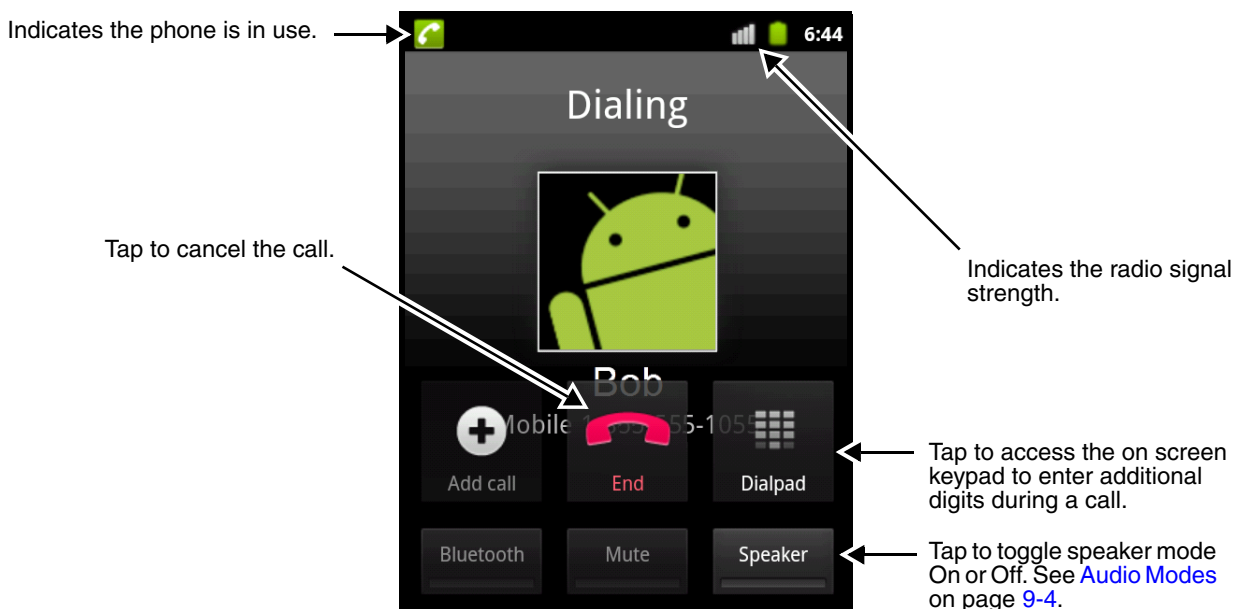 Indicates the phone is in use.
6:44
Dialing
Tap to cancel the call.
Indicates the radio signal
strength.
Bob
Mobile
Add call
End
Dialpad
Tap to access the on screen
keypad to enter additional
digits during a call.
Bluetooth
Mute
Speaker
Tap to toggle speaker mode
On or Off. See Audio Modes
on page 9-4.